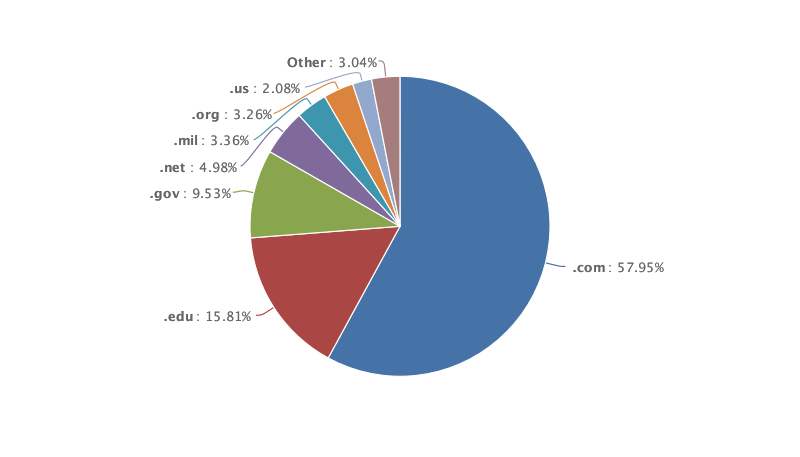 Other : 3.04%
.us : 2.08%
.org : 3.26%
.mil : 3.36%
.net : 4.98%
.gov : 9.53%
.com : 57.95%
.edu : 15.81%